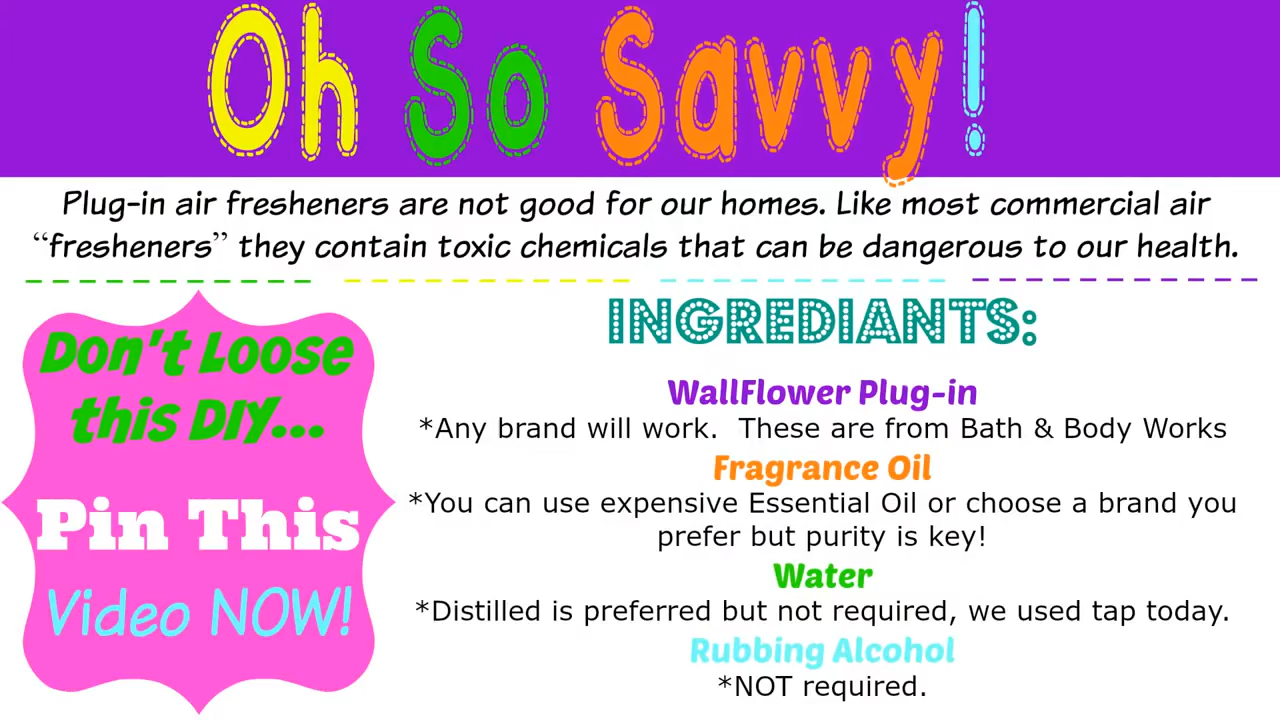 Oh So Savvy!
Plug-in air fresheners are not good for our homes. Like most commercial air
“fresheners” they contain toxic chemicals that can be dangerous to our health.
Don't Loose
this DIY...
Pin This
Video NOW!
INGREDIANTS:
WallFlower Plug-in
*Any brand will work.  These are from Bath & Body Works
Fragrance Oil
*You can use expensive Essential Oil or choose a brand you
prefer but purity is key!
Water
*Distilled is preferred but not required, we used tap today.
Rubbing Alcohol
*NOT required.